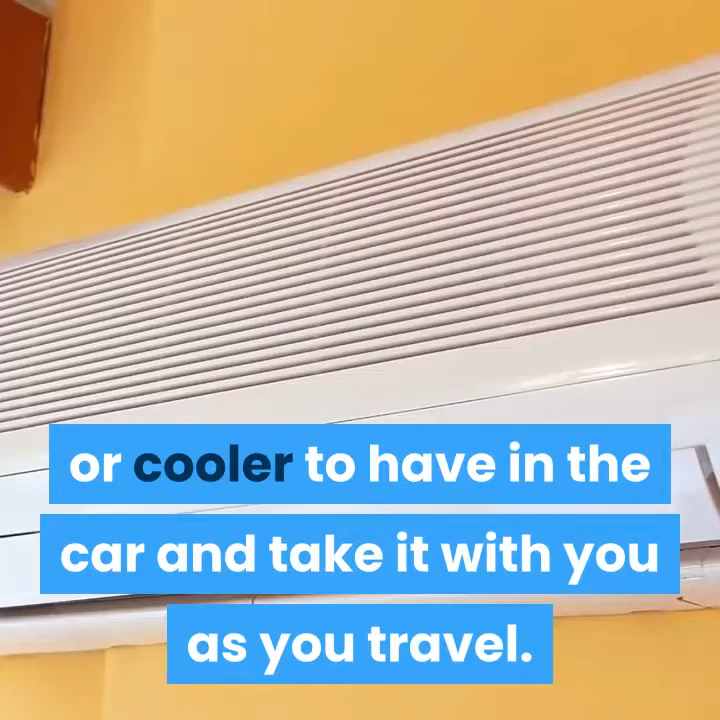 or cooler to have in the
car and take it with you
as you travel.